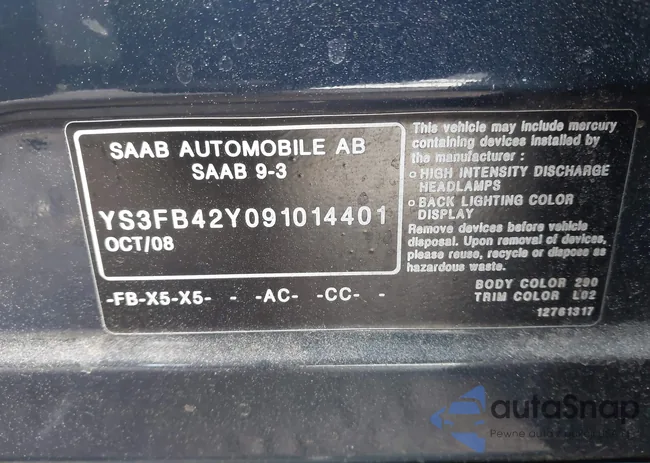 SAAB AUTOMOBILE AB
SAAB 9-3
YS3FB42Y091014401
OCT/08
-FB-X5-X5- - -AC- -CC- -
This vehicle may include mercury
containing devices installed by
the manufacturer :
○ HIGH INTENSITY DISCHARGE
HEADLAMPS
○ BACK LIGHTING COLOR
DISPLAY
Remove devices before vehicle
disposal. Upon removal of devices,
please reuse, recycle or dispose as
hazardous waste.
BODY COLOR 290
TRIM COLOR L02
12761317
autaSnap
Pewne auta